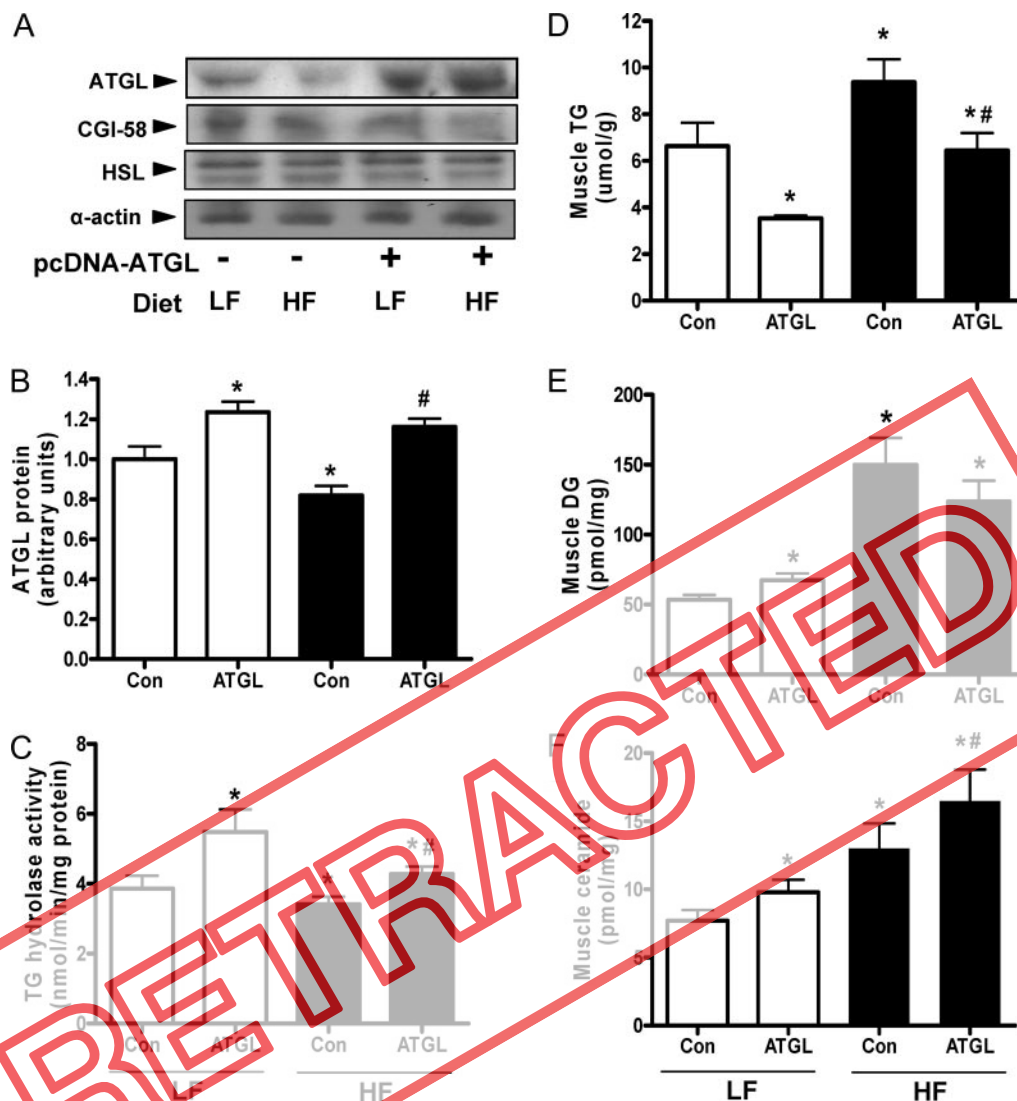 A
ATGL
CGI-58
HSL
α-actin
pcDNA-ATGL - - + +
Diet LF HF LF HF
B
ATGL protein
(arbitrary units)
1.4
1.2
1.0
0.8
0.6
0.4
0.2
0.0
* * #
Con ATGL Con ATGL
C
TG hydrolase activity
(nmol/min/mg protein)
8
6
4
2
0
* * *#
Con ATGL Con ATGL
LF HF
D
Muscle TG
(umol/g)
12
10
8
6
4
2
0
* * *#
Con ATGL Con ATGL
E
Muscle DG
(pmol/mg)
200
150
100
50
0
* * *
Con ATGL Con ATGL
F
Muscle ceramide
(pmol/mg)
20
15
10
5
0
* * *#
Con ATGL Con ATGL
LF HF
RETRACTED